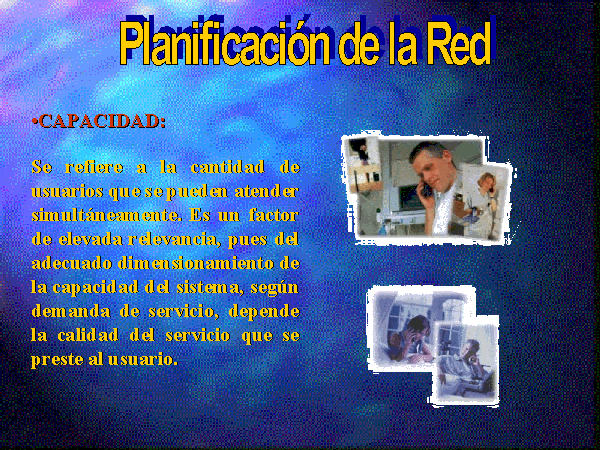 Planificación de la Red
•CAPACIDAD:
Se refiere a la cantidad de
usuarios que se pueden atender
simultáneamente. Es un factor
de elevada relevancia, pues del
adecuado dimensionamiento de
la capacidad del sistema, según
demanda de servicio, depende
la calidad del servicio que se
preste al usuario.